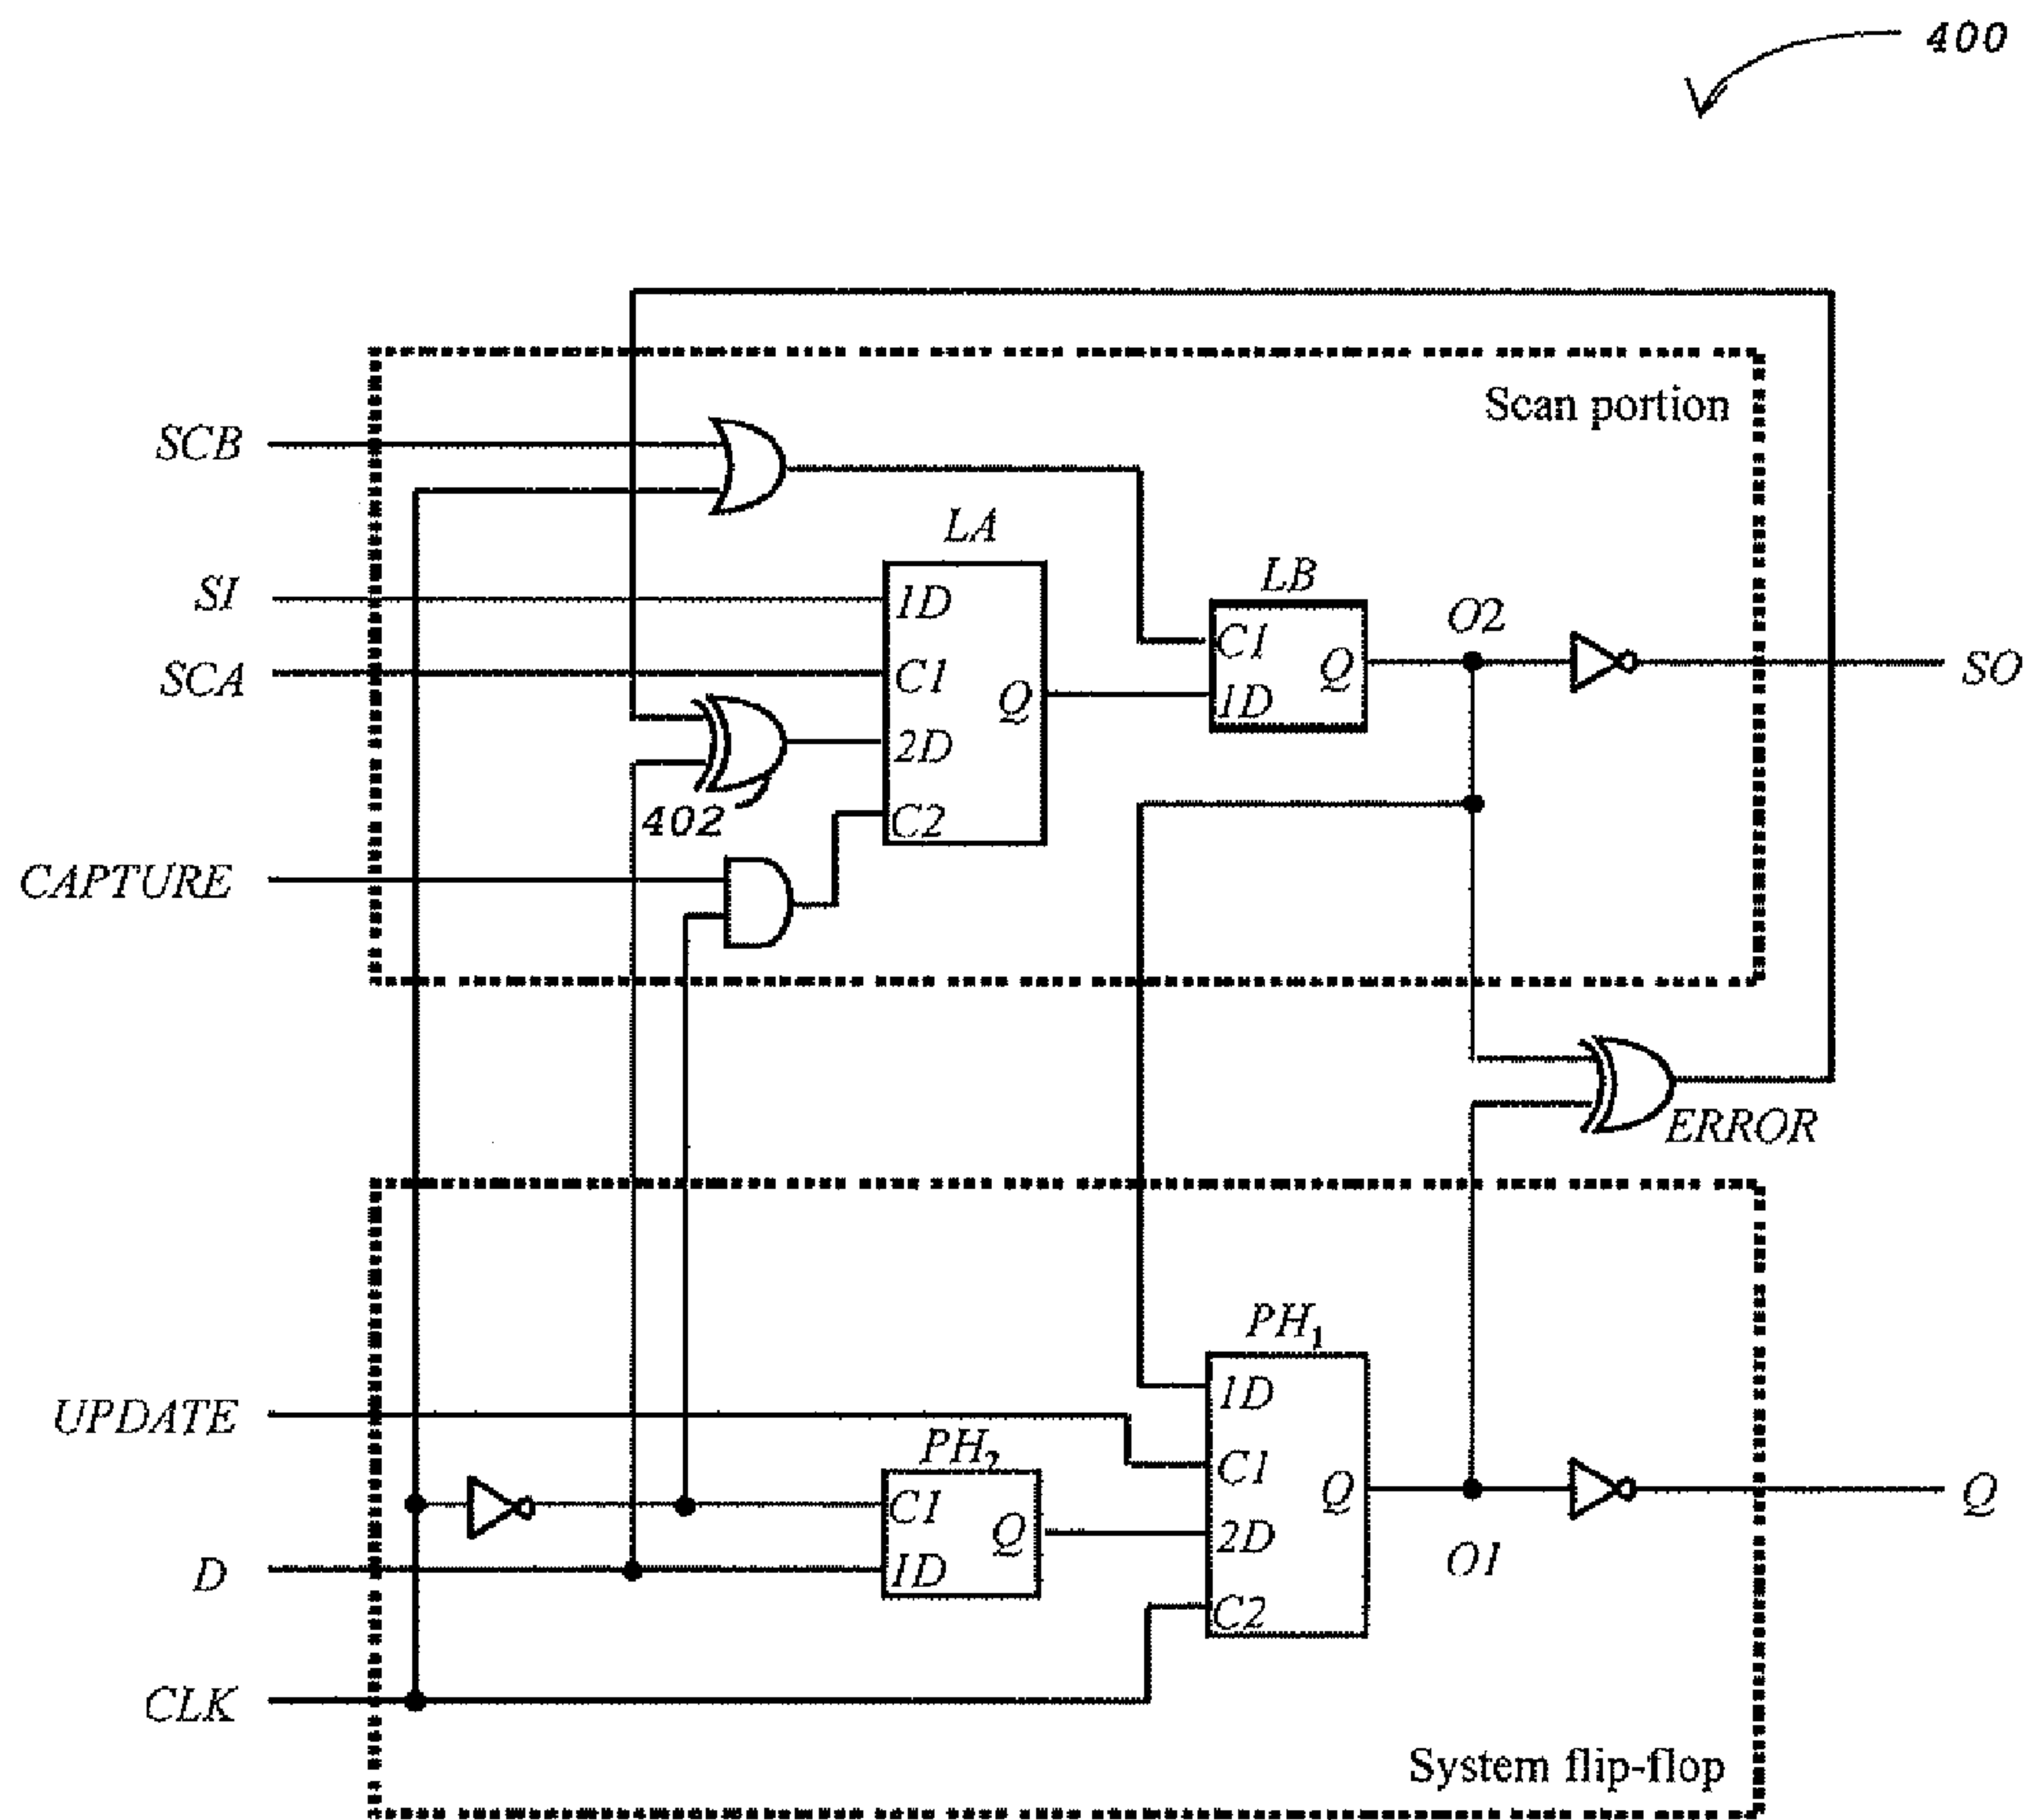 400
Scan portion
SCB
LA
SI
1D
LB
O2
SCA
C1
Q
C1
Q
1D
SO
2D
402
C2
CAPTURE
ERROR
PH1
UPDATE
1D
PH2
C1
C1
Q
Q
Q
D
1D
2D
O1
C2
CLK
System flip-flop